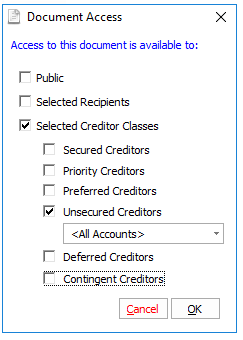 Document Access
Access to this document is available to:
Public
Selected Recipients
Selected Creditor Classes
Secured Creditors
Priority Creditors
Preferred Creditors
Unsecured Creditors
<All Accounts>
Deferred Creditors
Contingent Creditors
Cancel OK